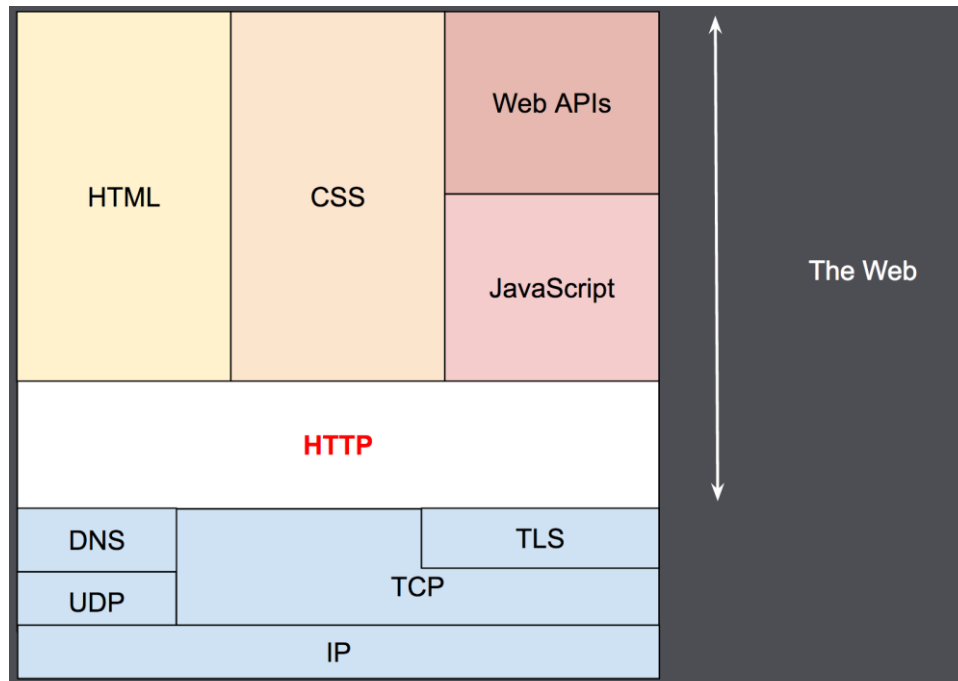 Web APIs
HTML
CSS
The Web
JavaScript
HTTP
DNS
TLS
TCP
UDP
IP